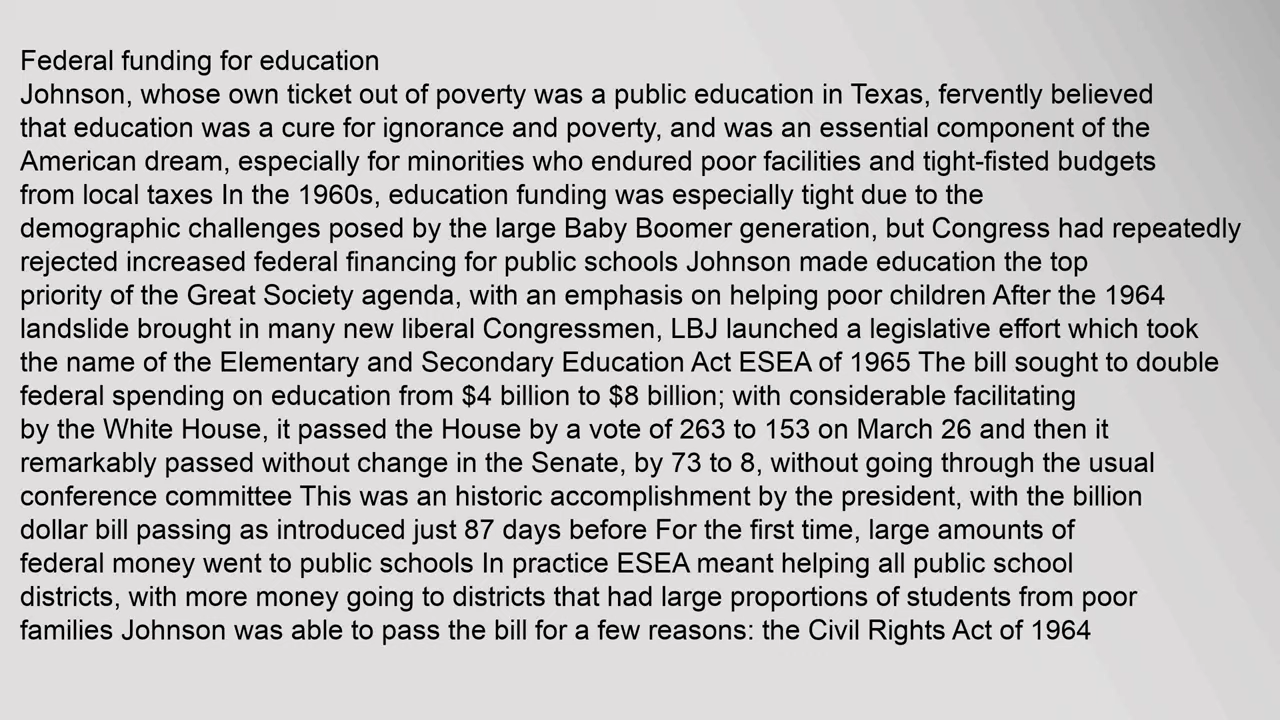 Federal funding for education
Johnson, whose own ticket out of poverty was a public education in Texas, fervently believed
that education was a cure for ignorance and poverty, and was an essential component of the
American dream, especially for minorities who endured poor facilities and tight-fisted budgets
from local taxes In the 1960s, education funding was especially tight due to the
demographic challenges posed by the large Baby Boomer generation, but Congress had repeatedly
rejected increased federal financing for public schools Johnson made education the top
priority of the Great Society agenda, with an emphasis on helping poor children After the 1964
landslide brought in many new liberal Congressmen, LBJ launched a legislative effort which took
the name of the Elementary and Secondary Education Act ESEA of 1965 The bill sought to double
federal spending on education from $4 billion to $8 billion; with considerable facilitating
by the White House, it passed the House by a vote of 263 to 153 on March 26 and then it
remarkably passed without change in the Senate, by 73 to 8, without going through the usual
conference committee This was an historic accomplishment by the president, with the billion
dollar bill passing as introduced just 87 days before For the first time, large amounts of
federal money went to public schools In practice ESEA meant helping all public school
districts, with more money going to districts that had large proportions of students from poor
families Johnson was able to pass the bill for a few reasons: the Civil Rights Act of 1964